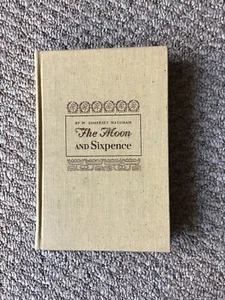 BY W. SOMERSET MAUGHAM
The Moon
AND Sixpence